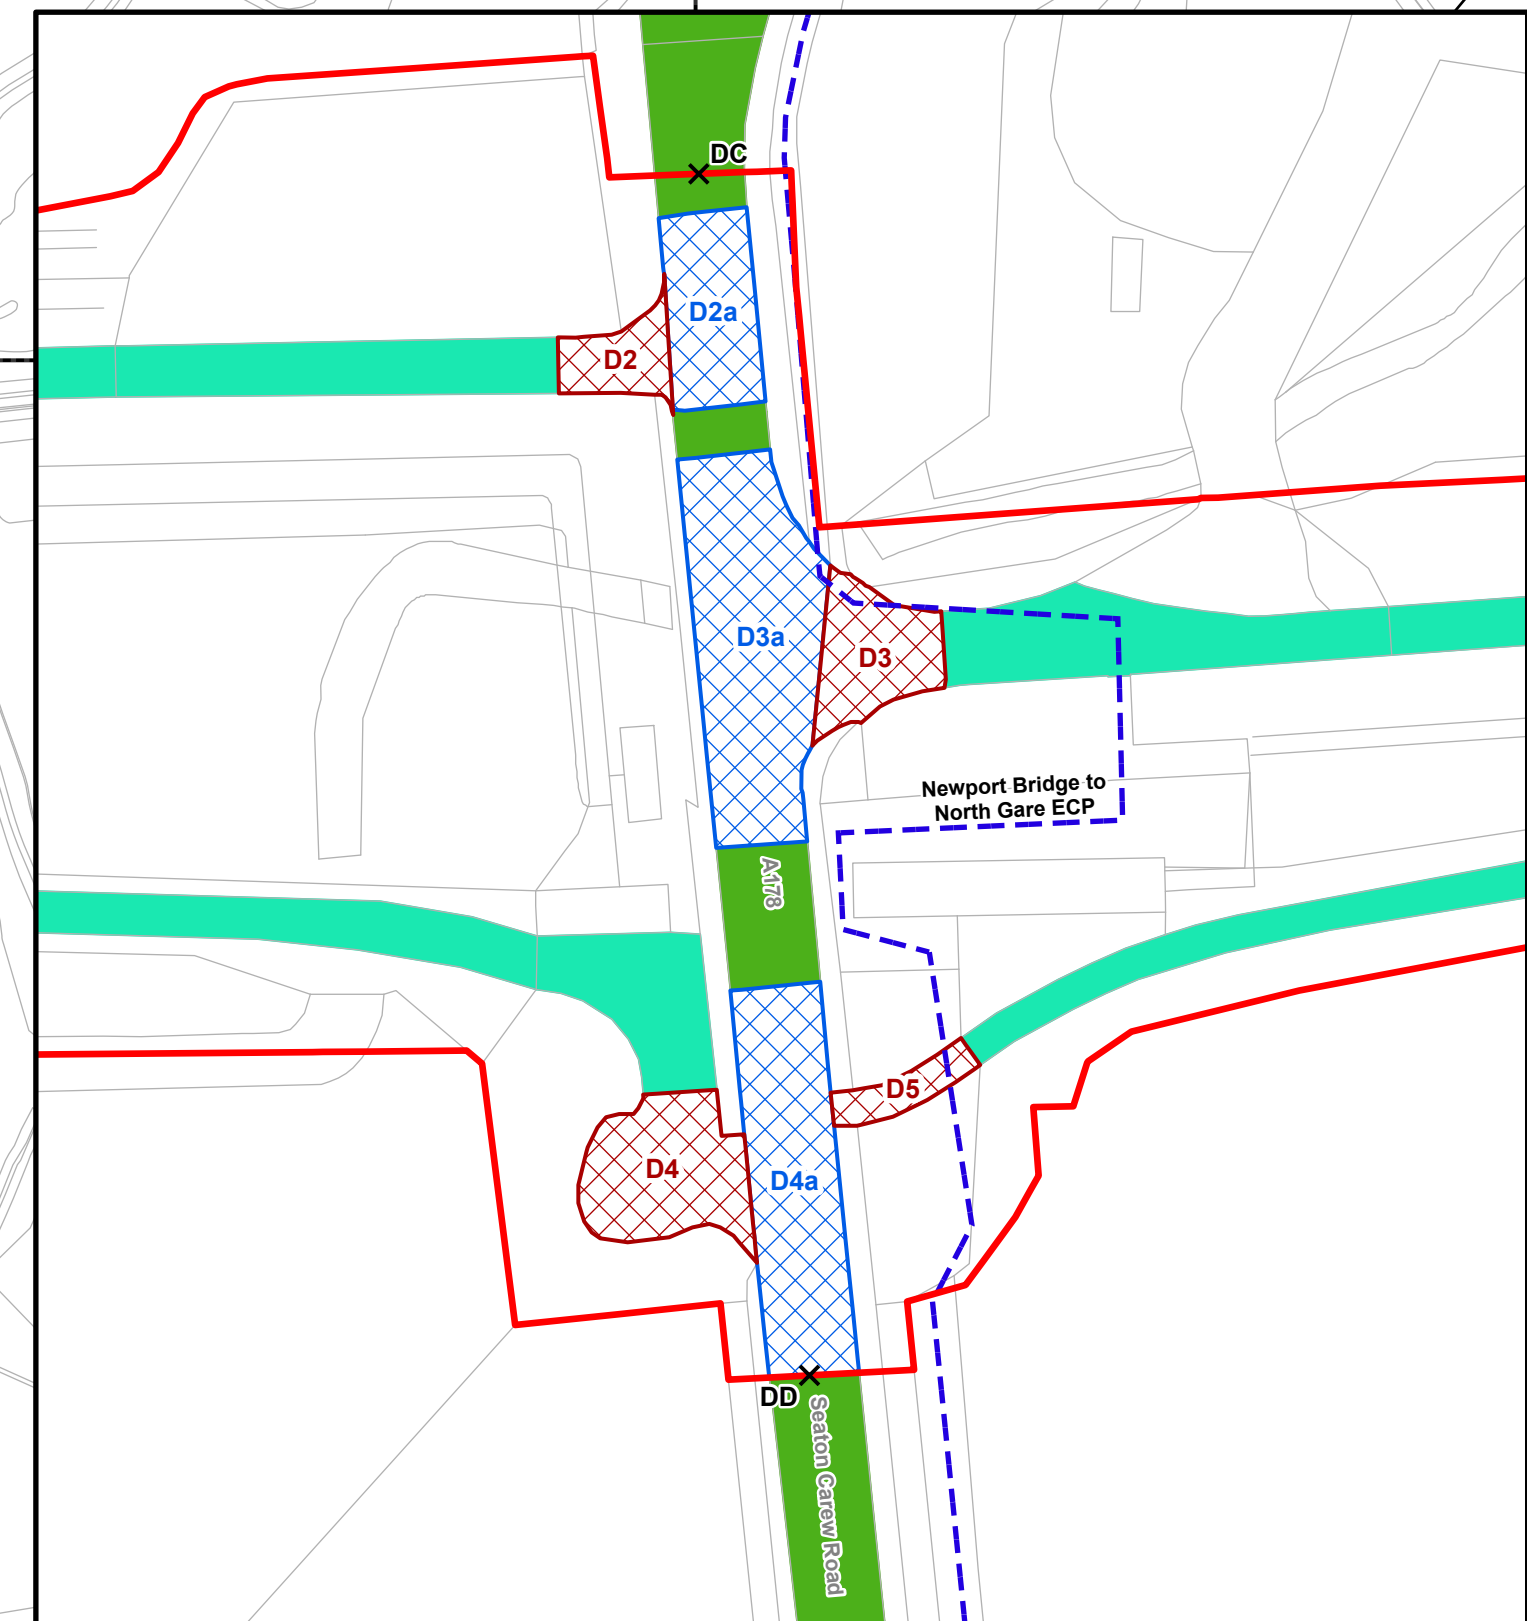 DC
D2a
D2
D3a
D3
Newport Bridge to
North Gare ECP
A178
D5
D4
D4a
DD
Seaton Carew Road